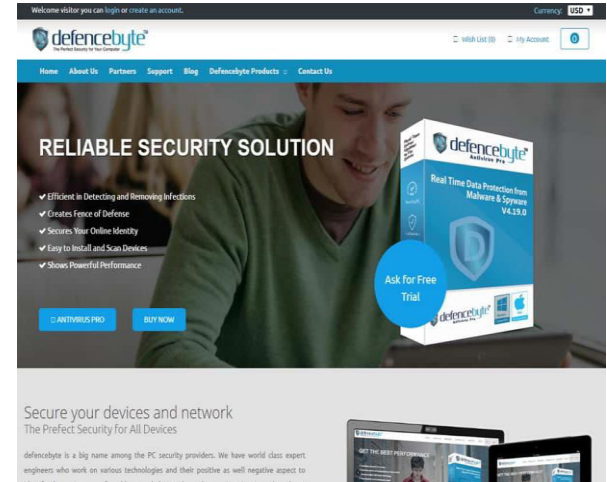 Welcome visitor you can login or create an account.
Currency USD
defencebyte™
The Perfect Security for Your Computer
Wish List (0) My Account 0
Home About Us Partners Support Blog Defencebyte Products Contact Us
RELIABLE SECURITY SOLUTION
✔ Efficient in Detecting and Removing Infections
✔ Creates Fence of Defense
✔ Secures Your Online Identity
✔ Easy to Install and Scan Devices
✔ Shows Powerful Performance
ANTIVIRUS PRO
BUY NOW
defencebyte™
Antivirus Pro
Real Time Data Protection from
Malware & Spyware
V4.19.0
Ask for Free
Trial
defencebyte™
Antivirus Pro
Secure your devices and network
The Prefect Security for All Devices
defencebyte is a big name among the PC security providers. We have world class expert
engineers who work on various technologies and their positive as well negative aspect to
GET THE BEST PERFORMANCE